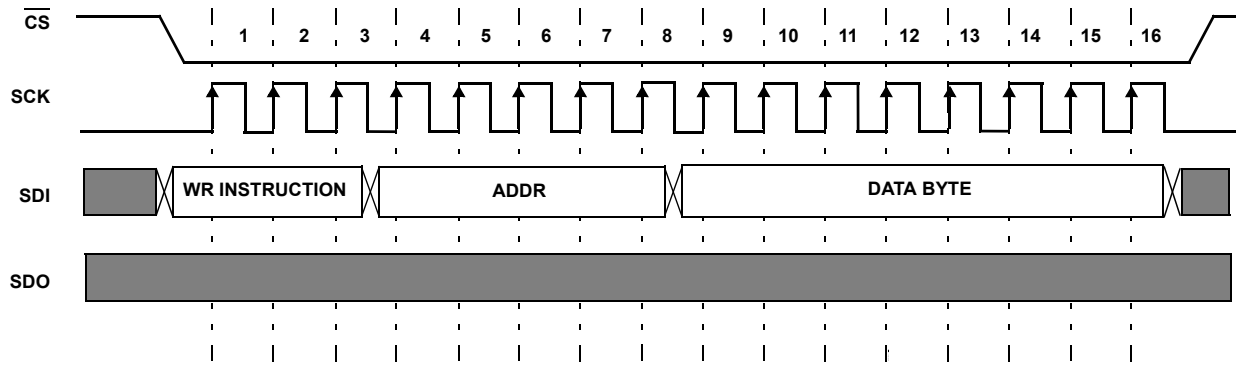 CS
1 2 3 4 5 6 7 8 9 10 11 12 13 14 15 16
SCK
SDI
WR INSTRUCTION
ADDR
DATA BYTE
SDO